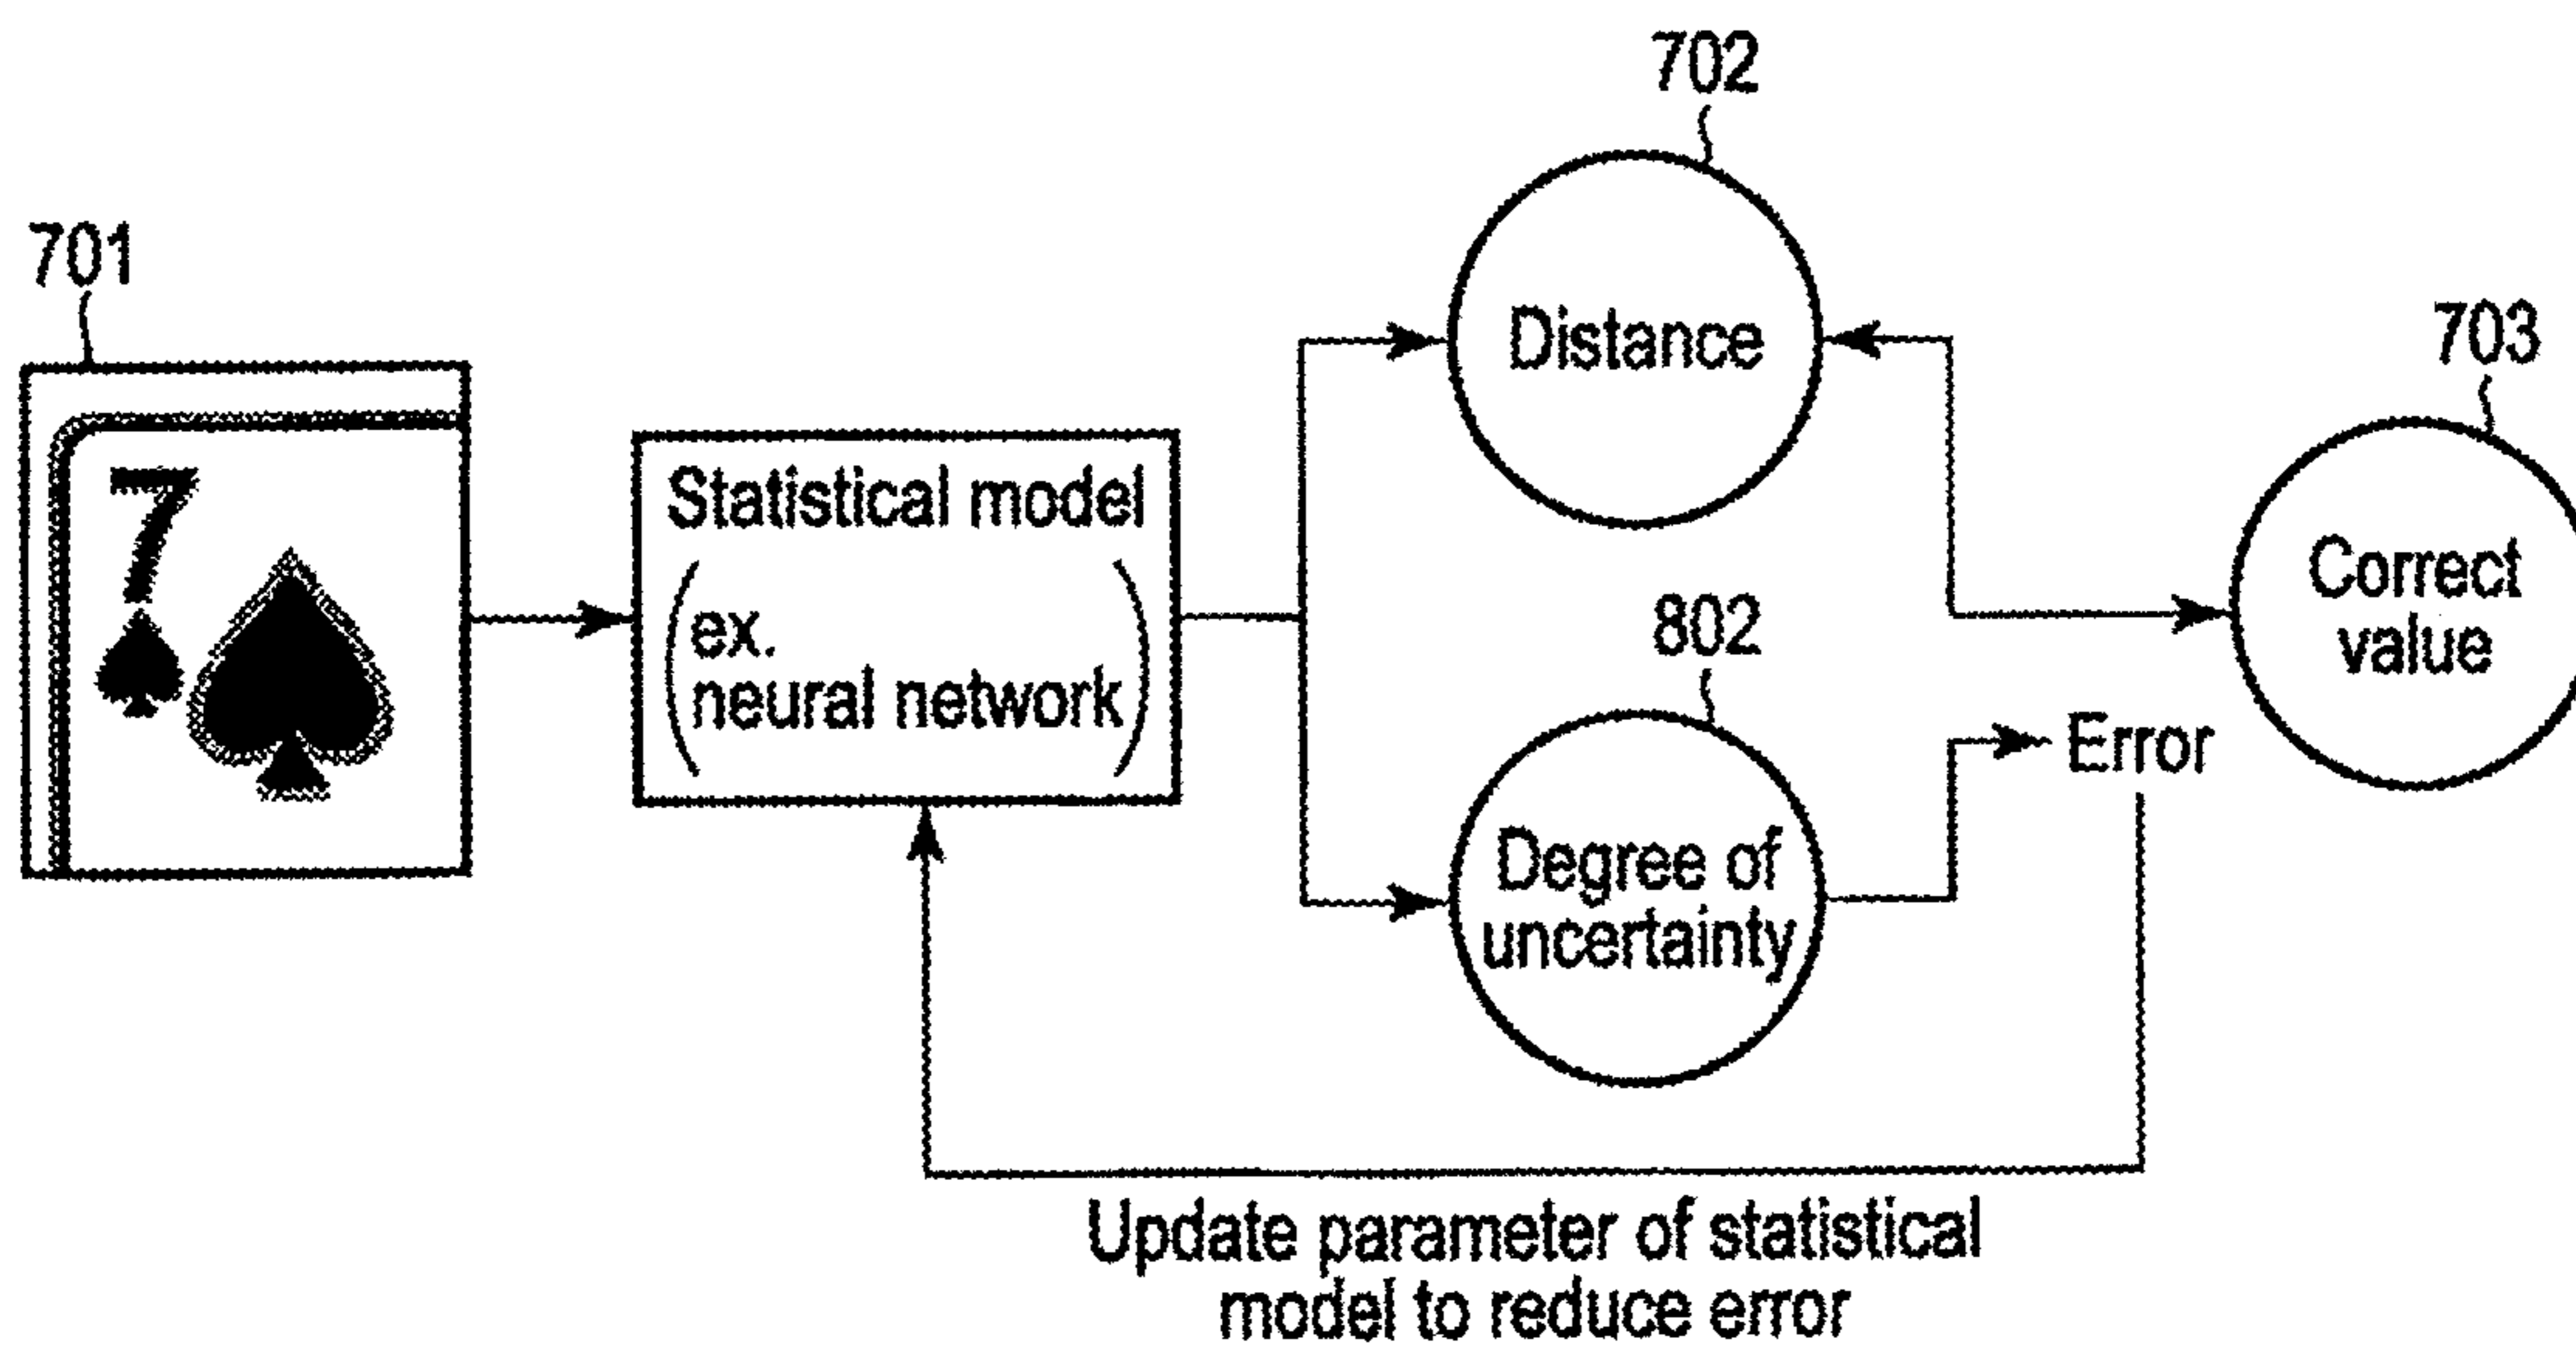 701
7
Statistical model
(ex.
neural network)
702
Distance
802
Degree of
uncertainty
703
Correct
value
Error
Update parameter of statistical
model to reduce error